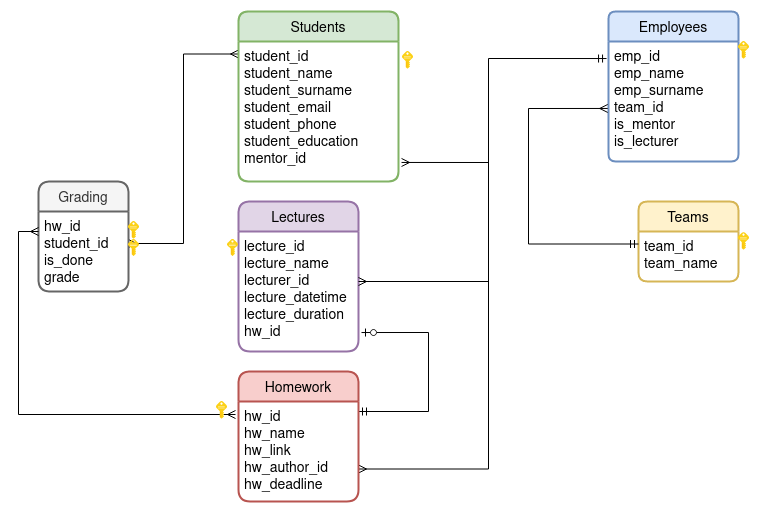 Students
student_id
student_name
student_surname
student_email
student_phone
student_education
mentor_id
Employees
emp_id
emp_name
emp_surname
team_id
is_mentor
is_lecturer
Grading
hw_id
student_id
is_done
grade
Lectures
lecture_id
lecture_name
lecturer_id
lecture_datetime
lecture_duration
hw_id
Teams
team_id
team_name
Homework
hw_id
hw_name
hw_link
hw_author_id
hw_deadline